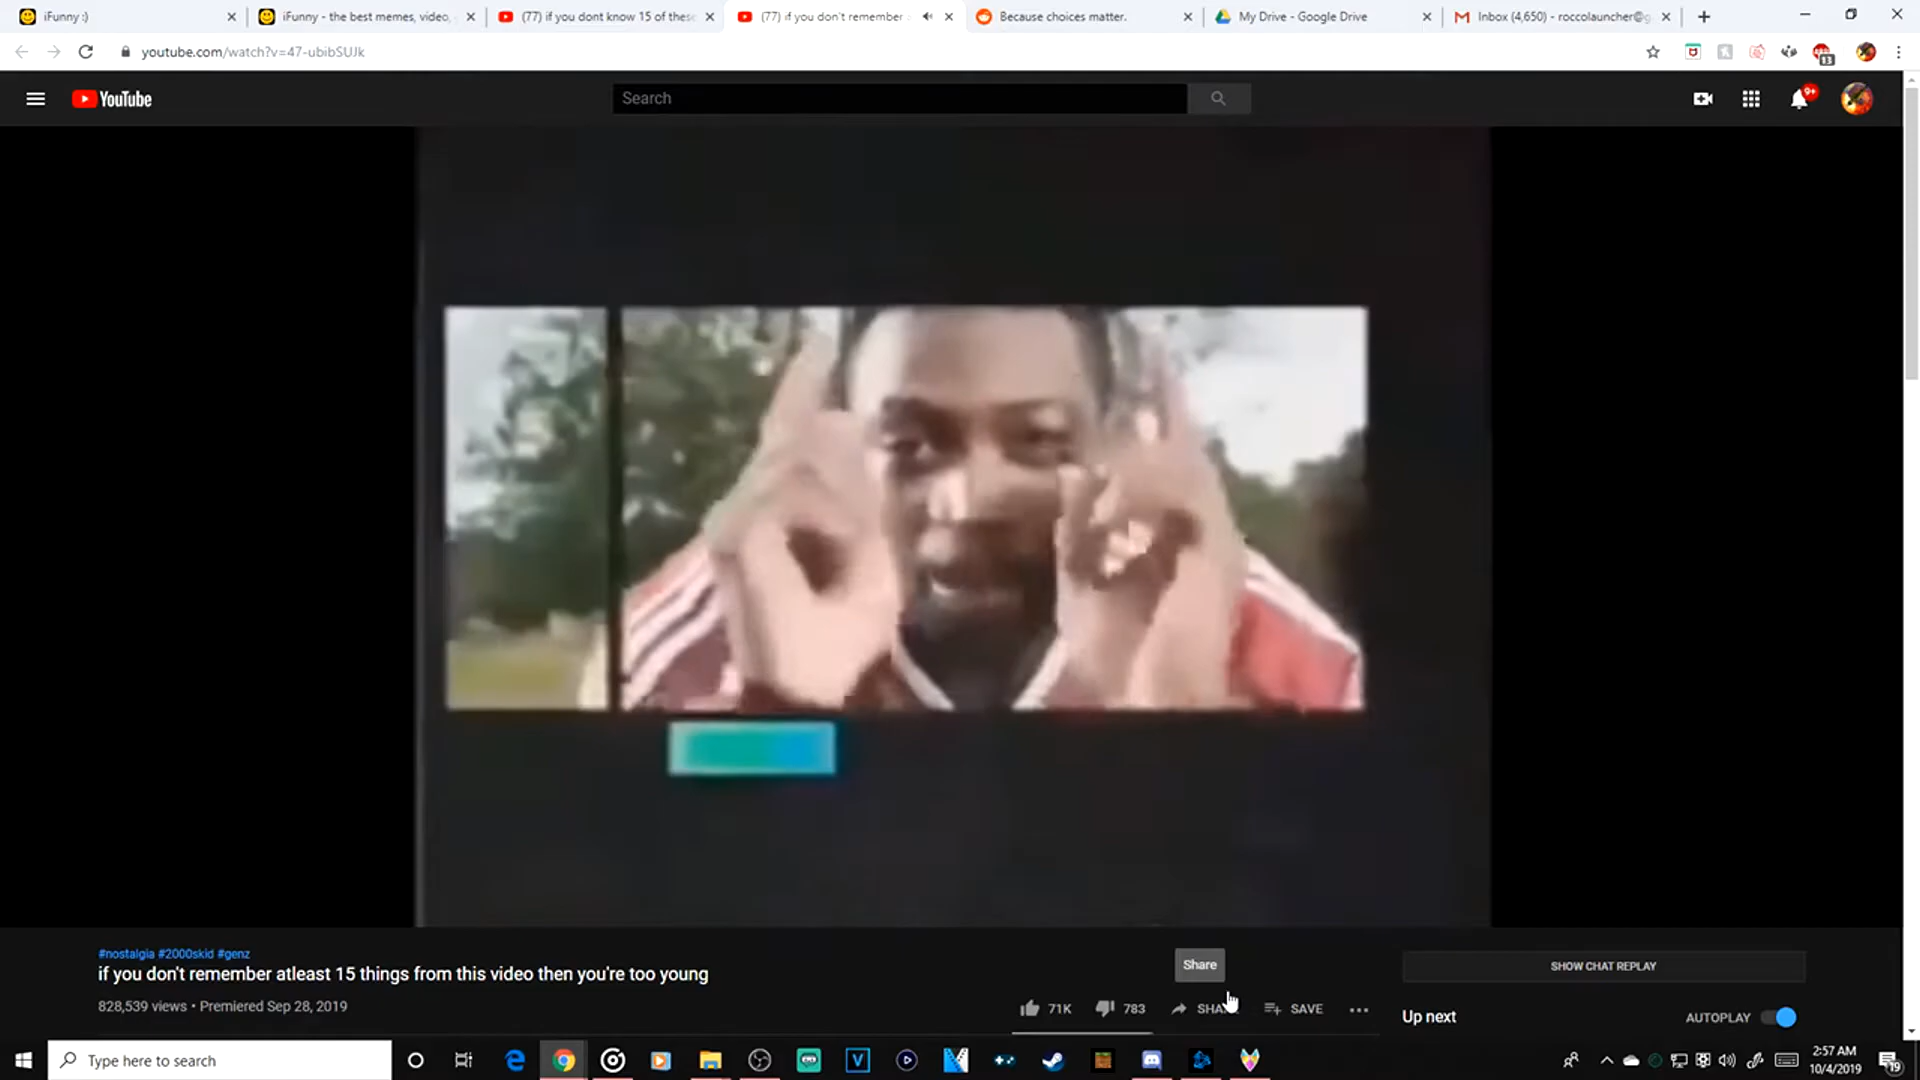 iFunny :)
iFunny - the best memes, video,
(77) if you dont know 15 of these
(77) if you don't remember
Because choices matter.
My Drive - Google Drive
Inbox (4,650) - roccolauncher@g
youtube.com/watch?v=47-ubibSUJk
13
YouTube
Search
9+
#nostalgia #2000skid #genz
if you don't remember atleast 15 things from this video then you're too young
828,539 views • Premiered Sep 28, 2019
Share
71K
783
SHA
SAVE
SHOW CHAT REPLAY
Up next
AUTOPLAY
Type here to search
2:57 AM
10/4/2019
19